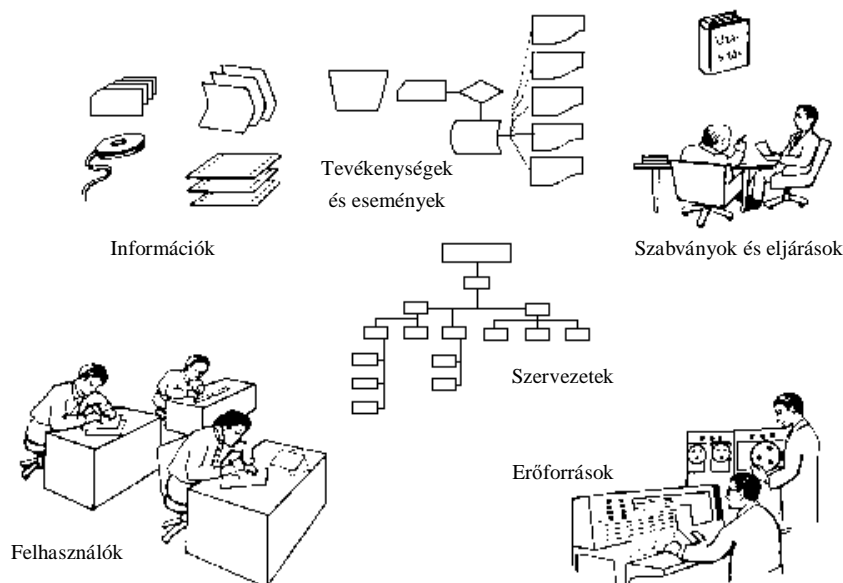 Tevékenységek
és események
Információk
Szabványok és eljárások
Szervezetek
Erőforrások
Felhasználók